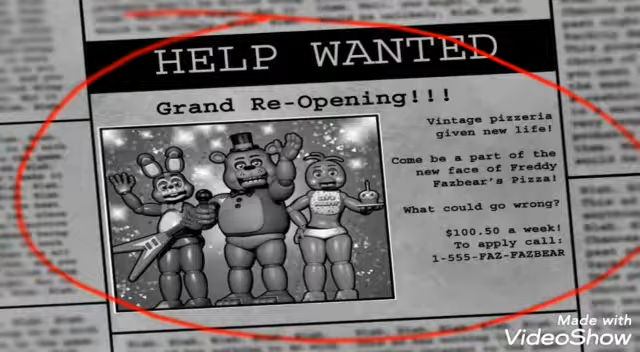 HELP WANTED
Grand Re-Opening!!!
Vintage pizzeria
given new life!
Come be a part of the
new face of Freddy
Fazbear's Pizza!
What could go wrong?
$100.50 a week!
To apply call:
1-555-FAZ-FAZBEAR
Made with
VideoShow